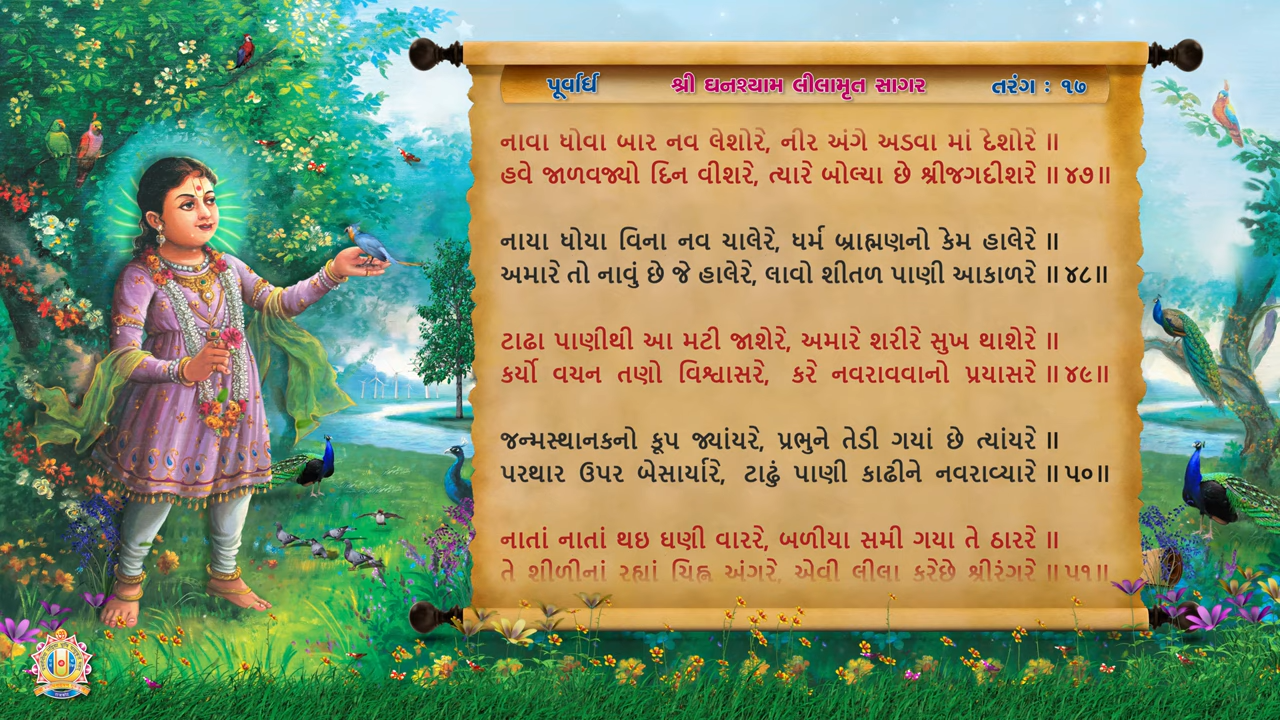 પૂર્વાર્ધ શ્રી ઘનશ્યામ લીલામૃત સાગર તરંગ : ૧૭
નાવા ધોવા બાર નવ લેશોરે, નીર અંગે અડવા માં દેશોરે ॥
હવે જાળવજ્યો દિન વીશરે, ત્યારે બોલ્યા છે શ્રીજગદીશરે ॥૪૭॥
નાયા ધોયા વિના નવ ચાલેરે, ધર્મ બ્રાહ્મણનો કેમ હાલેરે ॥
અમારે તો નાવું છે જે હાલેરે, લાવો શીતળ પાણી આકાળરે ॥૪૮॥
ટાઢા પાણીથી આ મટી જાશેરે, અમારે શરીરે સુખ થાશેરે ॥
કર્યો વચન તણો વિશ્વાસરે, કરે નવરાવવાનો પ્રયાસરે ॥૪૯॥
જન્મસ્થાનકનો કૂપ જ્યાંયરે, પ્રભુને તેડી ગયાં છે ત્યાંયરે ॥
પરથાર ઉપર બેસાર્યારે, ટાઢું પાણી કાઢીને નવરાવ્યારે ॥૫૦॥
નાતાં નાતાં થઇ ઘણી વારરે, બળીયા સમી ગયા તે ઠારરે ॥
તે શીળીનાં રહ્યાં ચિહ્ન અંગરે, એવી લીલા કરેછે શ્રીરંગરે ॥૫૧॥